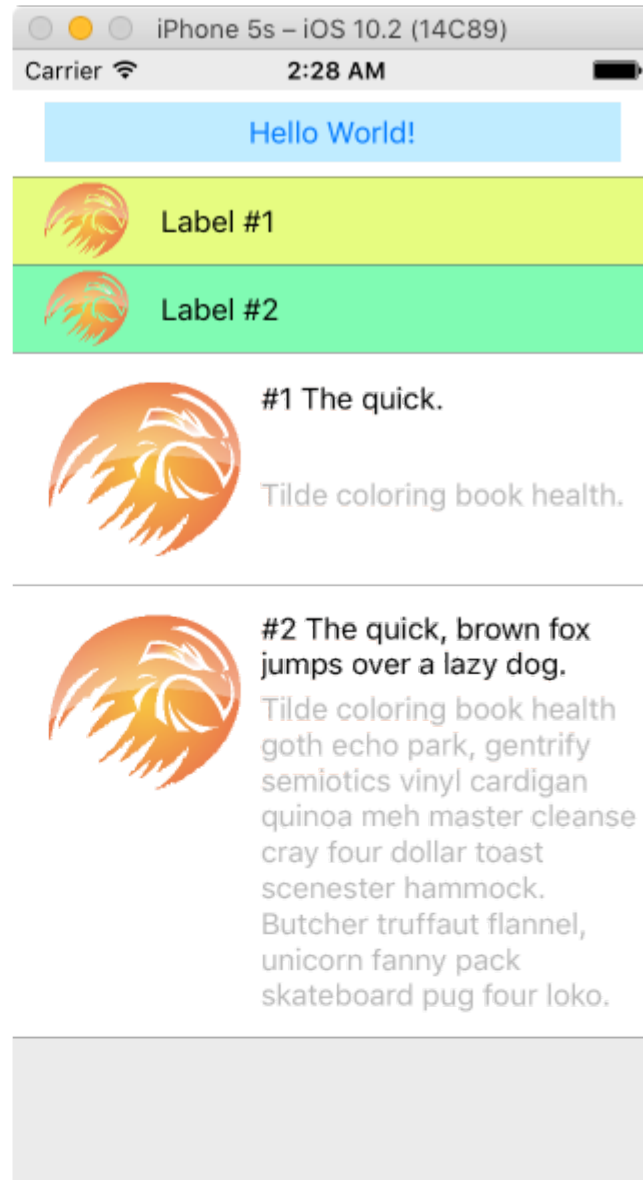 iPhone 5s – iOS 10.2 (14C89)
Carrier 2:28 AM
Hello World!
Label #1
Label #2
#1 The quick.
Tilde coloring book health.
#2 The quick, brown fox
jumps over a lazy dog.
Tilde coloring book health
goth echo park, gentrify
semiotics vinyl cardigan
quinoa meh master cleanse
cray four dollar toast
scenester hammock.
Butcher truffaut flannel,
unicorn fanny pack
skateboard pug four loko.